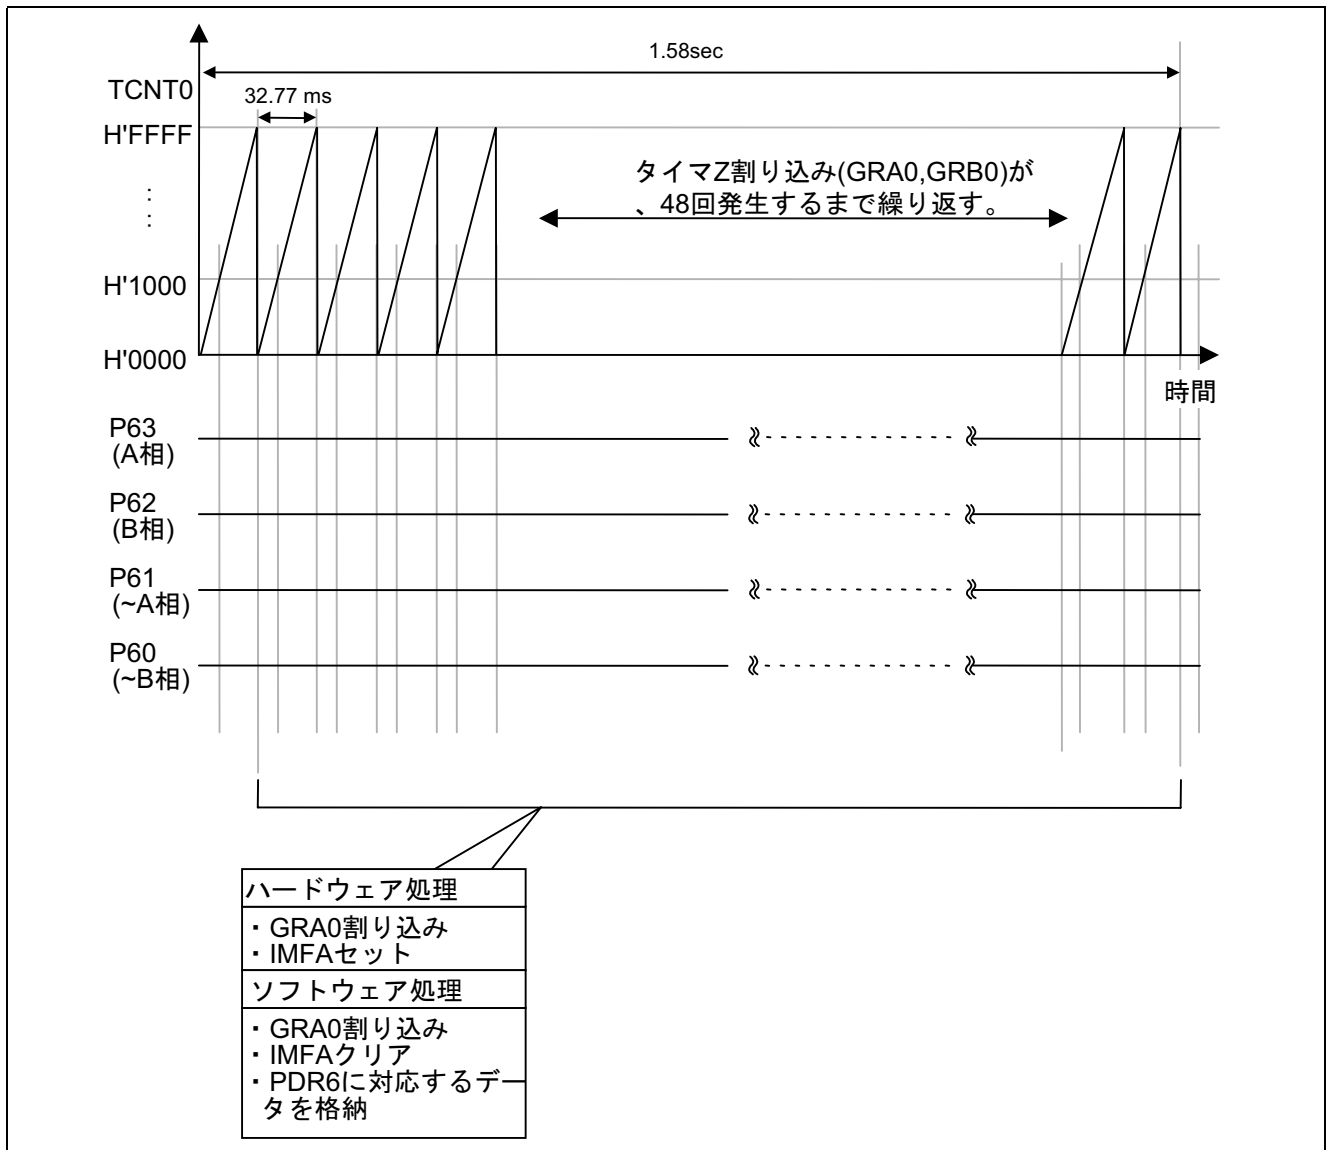 1.58sec
TCNT0
32.77 ms
H'FFFF
タイマZ割り込み(GRA0,GRB0)が
、48回発生するまで繰り返す。
H'1000
H'0000
時間
P63
(A相)
P62
(B相)
P61
(~A相)
P60
(~B相)
ハードウェア処理
・GRA0割り込み
・IMFAセット
ソフトウェア処理
・GRA0割り込み
・IMFAクリア
・PDR6に対応するデー
タを格納